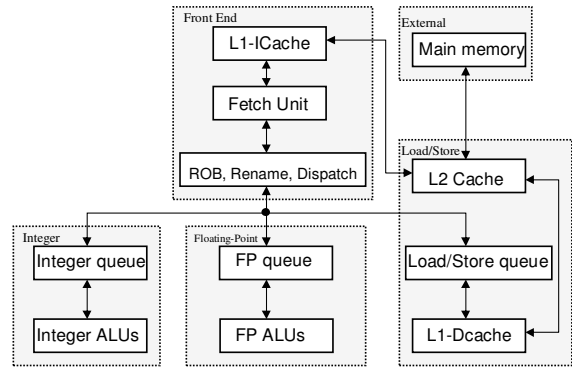 Front End
L1-ICache
Fetch Unit
ROB, Rename, Dispatch
External
Main memory
Load/Store
L2 Cache
Load/Store queue
L1-Dcache
Integer
Integer queue
Integer ALUs
Floating-Point
FP queue
FP ALUs